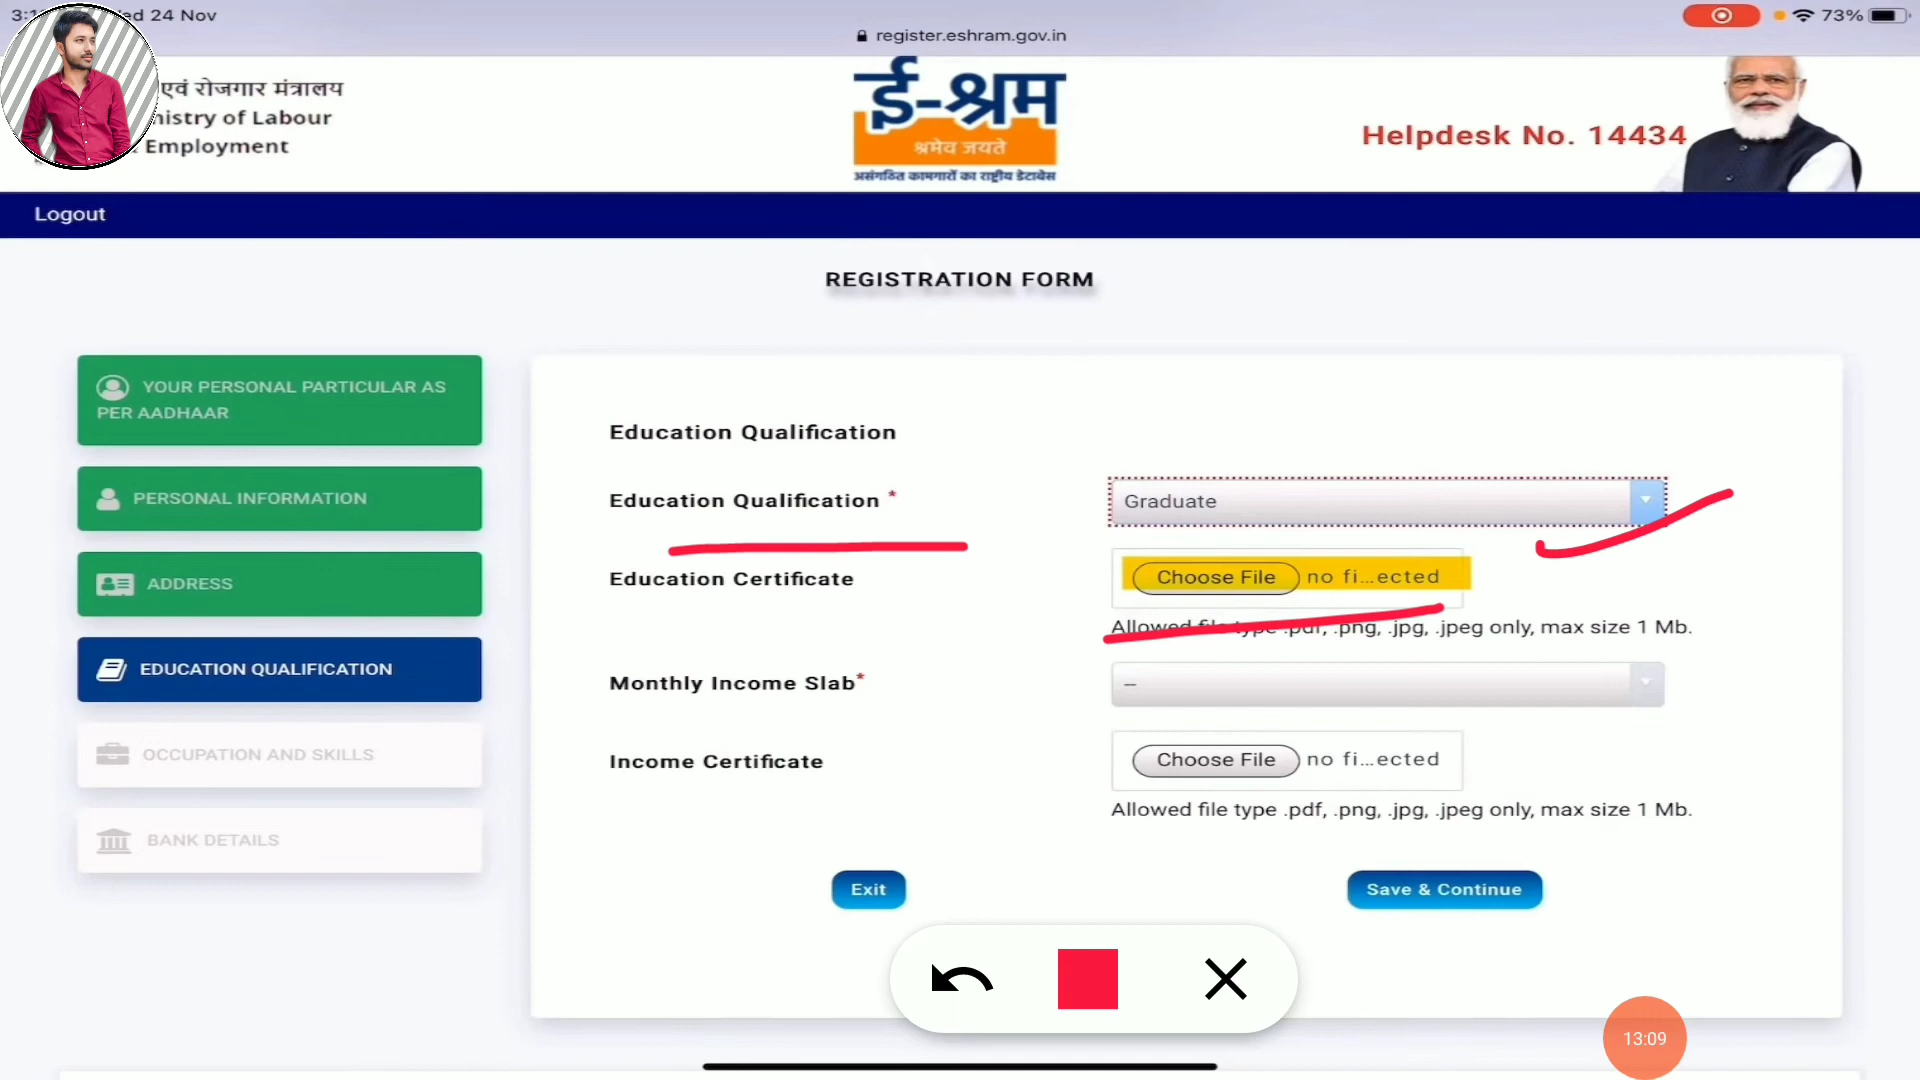 24 Nov
73%
register.eshram.gov.in
एवं रोजगार मंत्रालय
nistry of Labour
Employment
ई-श्रम
श्रमेव जयते
असंगठित कामगारों का राष्ट्रीय डेटाबेस
Helpdesk No. 14434
Logout
REGISTRATION FORM
YOUR PERSONAL PARTICULAR AS
PER AADHAAR
PERSONAL INFORMATION
ADDRESS
EDUCATION QUALIFICATION
OCCUPATION AND SKILLS
BANK DETAILS
Education Qualification
Education Qualification * Graduate
Education Certificate Choose File no fi...ected
Allowed file type .pdf, .png, .jpg, .jpeg only, max size 1 Mb.
Monthly Income Slab* --
Income Certificate Choose File no fi...ected
Allowed file type .pdf, .png, .jpg, .jpeg only, max size 1 Mb.
Exit Save & Continue
13:09